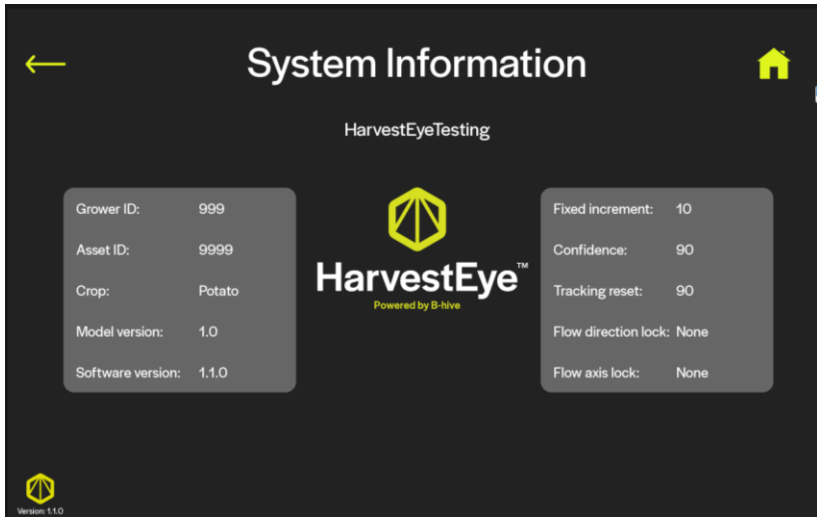 System Information
HarvestEyeTesting
Grower ID: 999
Asset ID: 9999
Crop: Potato
Model version: 1.0
Software version: 1.1.0
HarvestEye™
Powered by B-hive
Fixed increment: 10
Confidence: 90
Tracking reset: 90
Flow direction lock: None
Flow axis lock: None
Version: 1.1.0